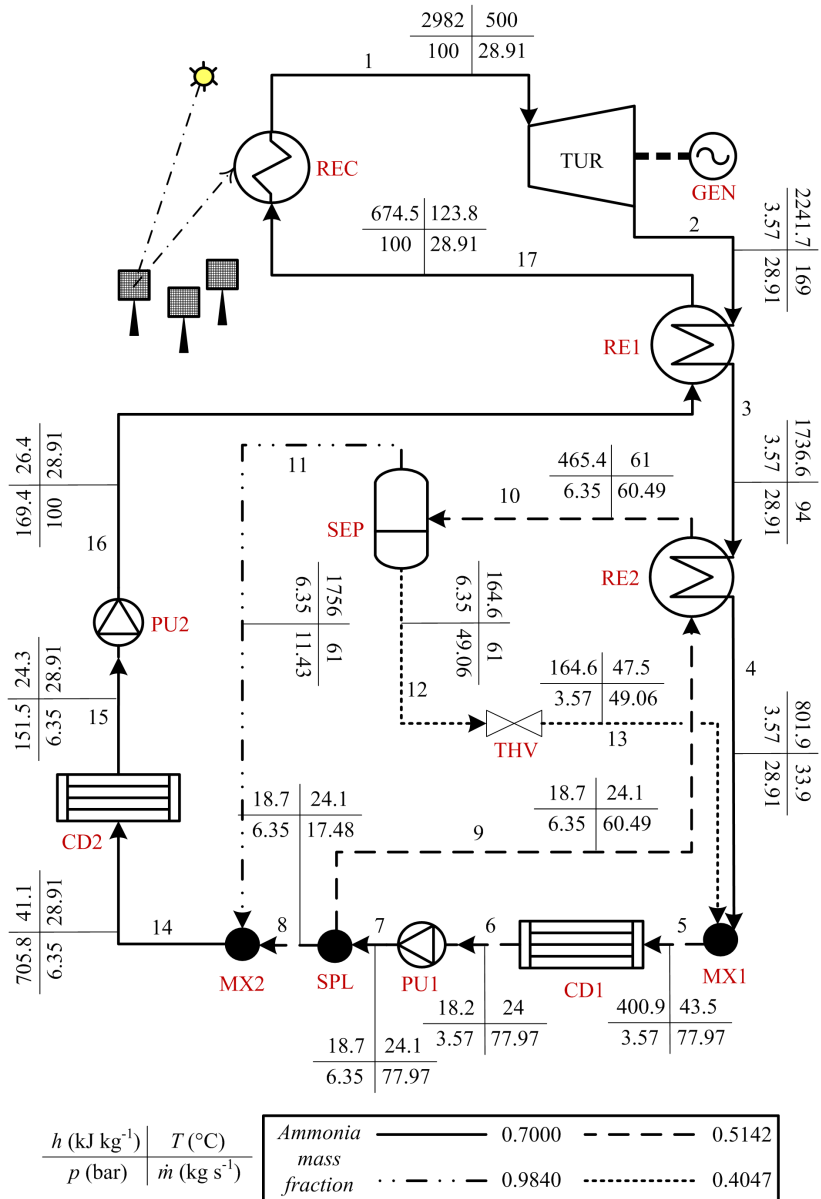 2982 500
100 28.91
1
REC
TUR
GEN
2
2241.7 169
3.57 28.91
674.5 123.8
100 28.91
17
RE1
3
1736.6 94
3.57 28.91
26.4 28.91
169.4 100
16
11
SEP
465.4 61
6.35 60.49
10
RE2
1756 61
6.35 11.43
164.6 61
6.35 49.06
12
164.6 47.5
3.57 49.06
THV
13
4
801.9 33.9
3.57 28.91
PU2
24.3 28.91
151.5 6.35
15
CD2
18.7 24.1
6.35 17.48
18.7 24.1
6.35 60.49
9
41.1 28.91
705.8 6.35
14
MX2
8
SPL
7
PU1
6
CD1
5
MX1
18.7 24.1
6.35 77.97
18.2 24
3.57 77.97
400.9 43.5
3.57 77.97
h (kJ kg⁻¹) T (°C)
p (bar) ṁ (kg s⁻¹)
Ammonia
mass
fraction
0.7000 0.5142
0.9840 0.4047